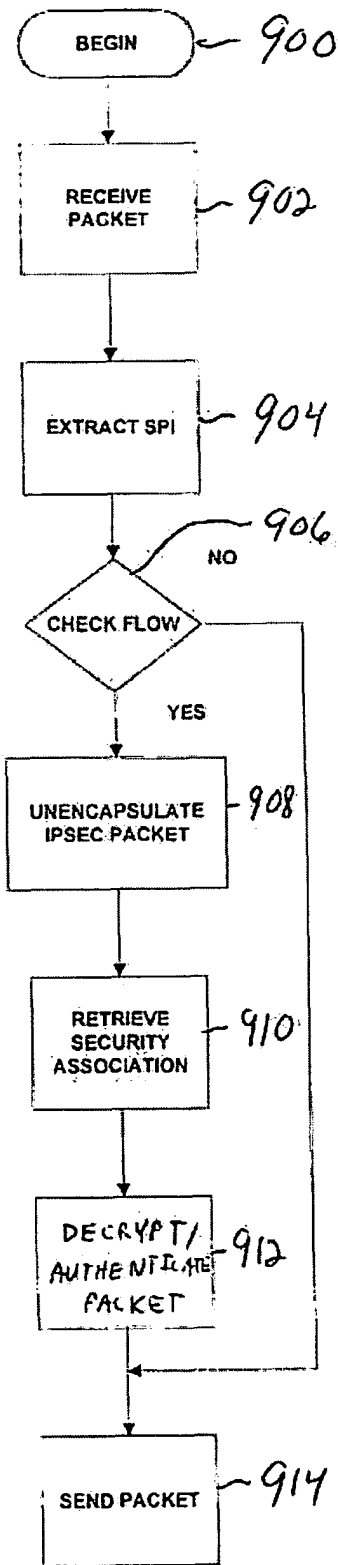 BEGIN
900
RECEIVE
PACKET
902
EXTRACT SPI
904
906
NO
CHECK FLOW
YES
UNENCAPSULATE
IPSEC PACKET
908
RETRIEVE
SECURITY
ASSOCIATION
910
DECRYPT/
AUTHENTICATE
PACKET
912
SEND PACKET
914